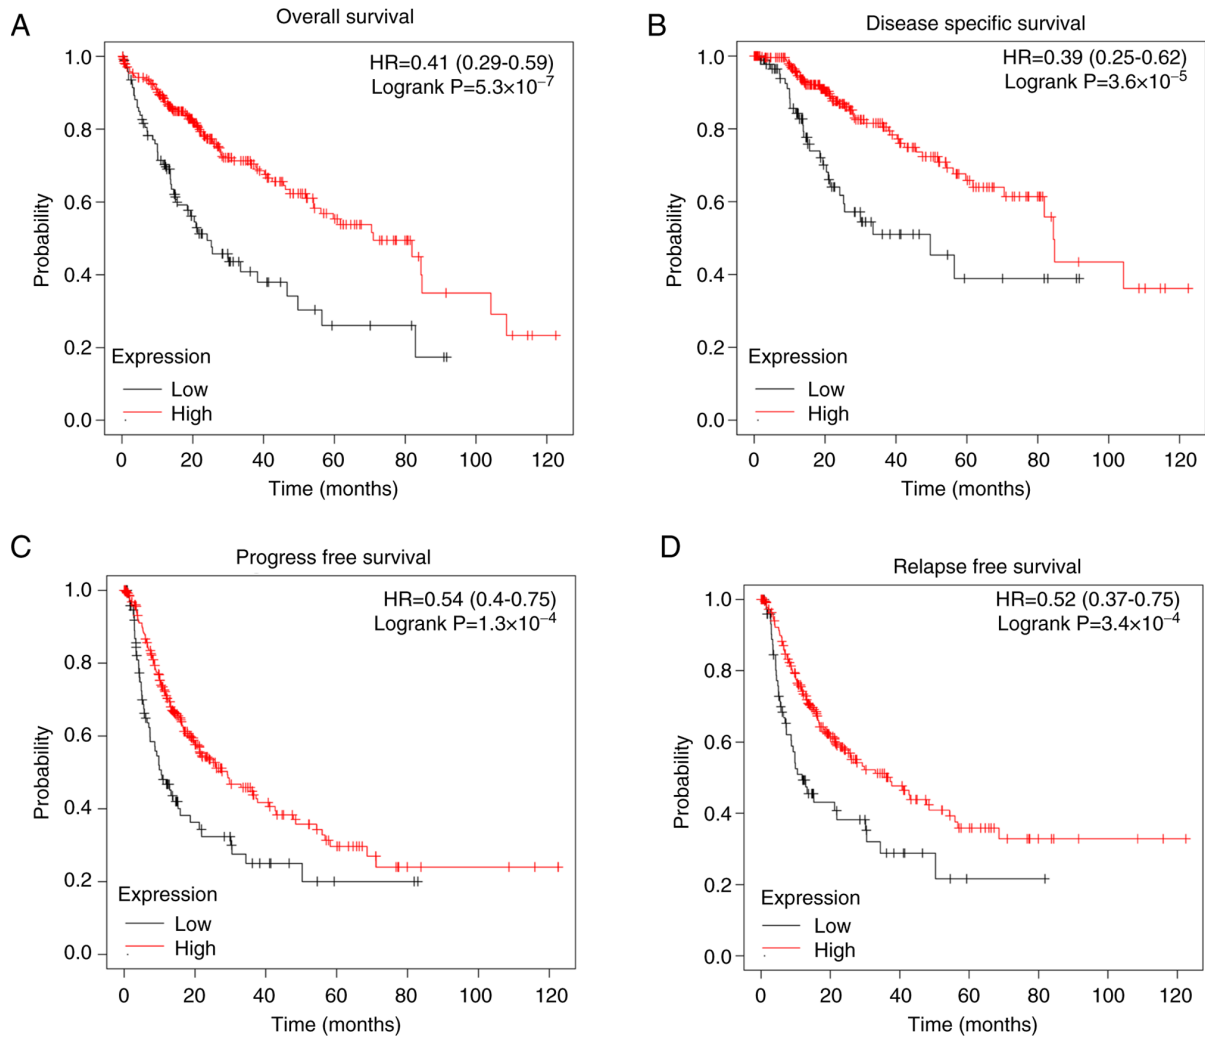 A
Overall survival
HR=0.41 (0.29-0.59)
Logrank P=5.3×10⁻⁷
1.0
0.8
0.6
0.4
0.2
0.0
Probability
Expression
Low
High
0 20 40 60 80 100 120
Time (months)
B
Disease specific survival
HR=0.39 (0.25-0.62)
Logrank P=3.6×10⁻⁵
1.0
0.8
0.6
0.4
0.2
0.0
Probability
Expression
Low
High
0 20 40 60 80 100 120
Time (months)
C
Progress free survival
HR=0.54 (0.4-0.75)
Logrank P=1.3×10⁻⁴
1.0
0.8
0.6
0.4
0.2
0.0
Probability
Expression
Low
High
0 20 40 60 80 100 120
Time (months)
D
Relapse free survival
HR=0.52 (0.37-0.75)
Logrank P=3.4×10⁻⁴
1.0
0.8
0.6
0.4
0.2
0.0
Probability
Expression
Low
High
0 20 40 60 80 100 120
Time (months)